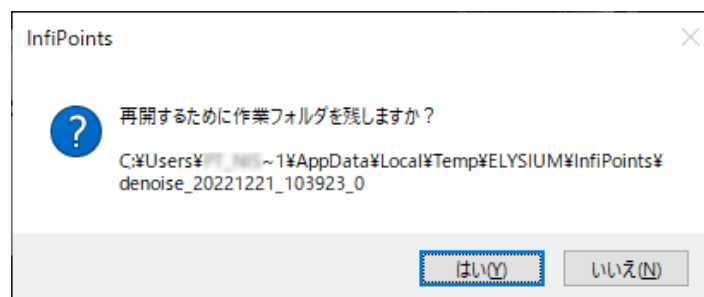 InfiPoints
再開するために作業フォルダを残しますか？
C:¥Users¥ ~1¥AppData¥Local¥Temp¥ELYSIUM¥InfiPoints¥
denoise_20221221_103923_0
はい(Y)
いいえ(N)